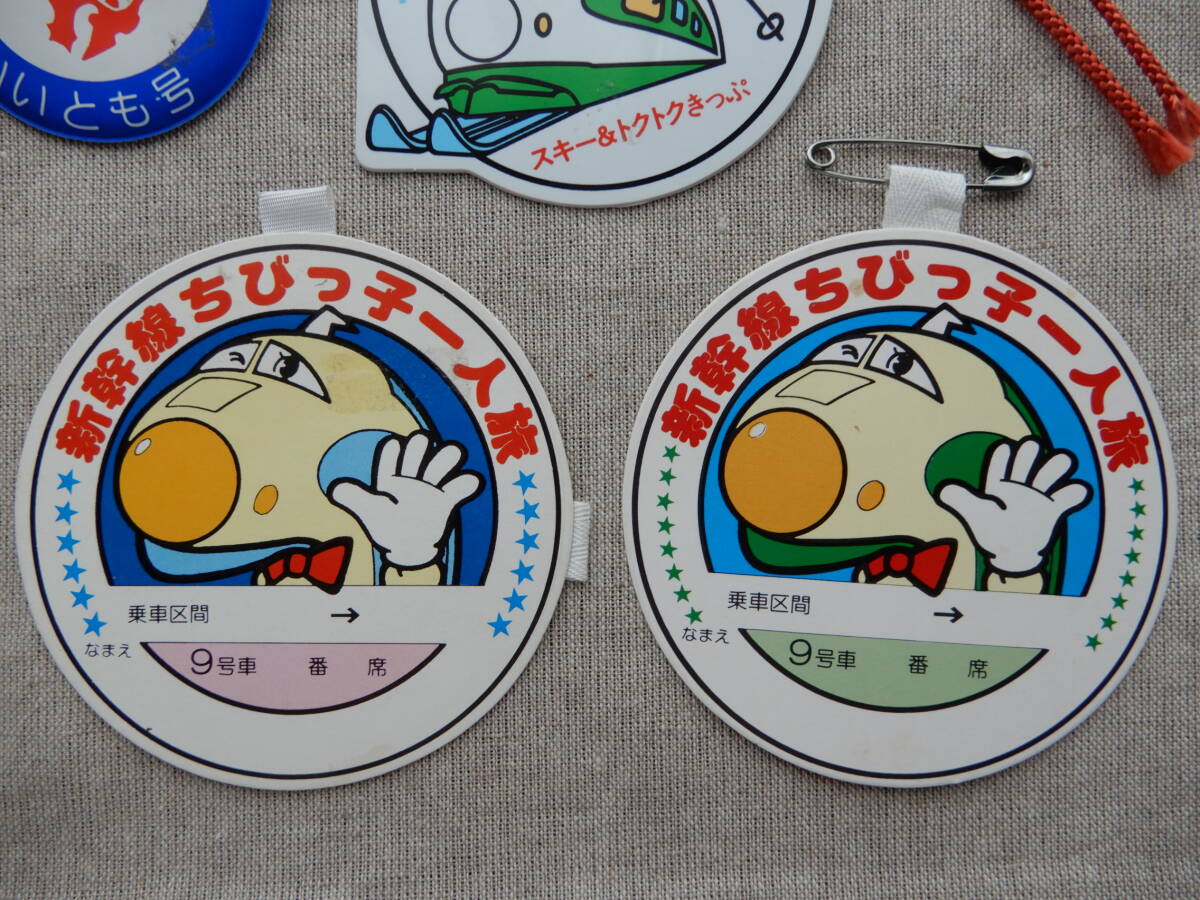 いとも号
スキー&トクトクきっぷ
新幹線ちびっ子一人旅
乗車区間 →
なまえ
9号車 番 席
新幹線ちびっ子一人旅
乗車区間 →
なまえ
9号車 番 席